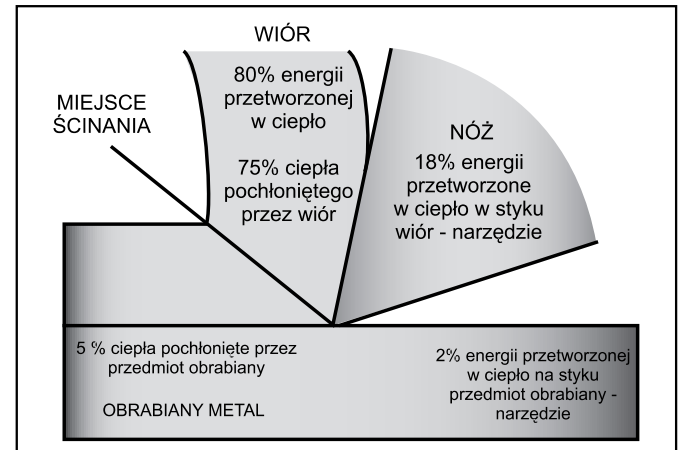 WIÓR
80% energii
przetworzonej
w ciepło
75% ciepła
pochłoniętego
przez wiór
MIEJSCE
ŚCINANIA
NÓŻ
18% energii
przetworzone
w ciepło w styku
wiór - narzędzie
5 % ciepła pochłonięte przez
przedmiot obrabiany
OBRABIANY METAL
2% energii przetworzonej
w ciepło na styku
przedmiot obrabiany -
narzędzie